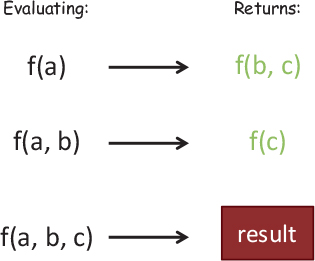 Evaluating: Returns:
f(a) f(b, c)
f(a, b) f(c)
f(a, b, c) result